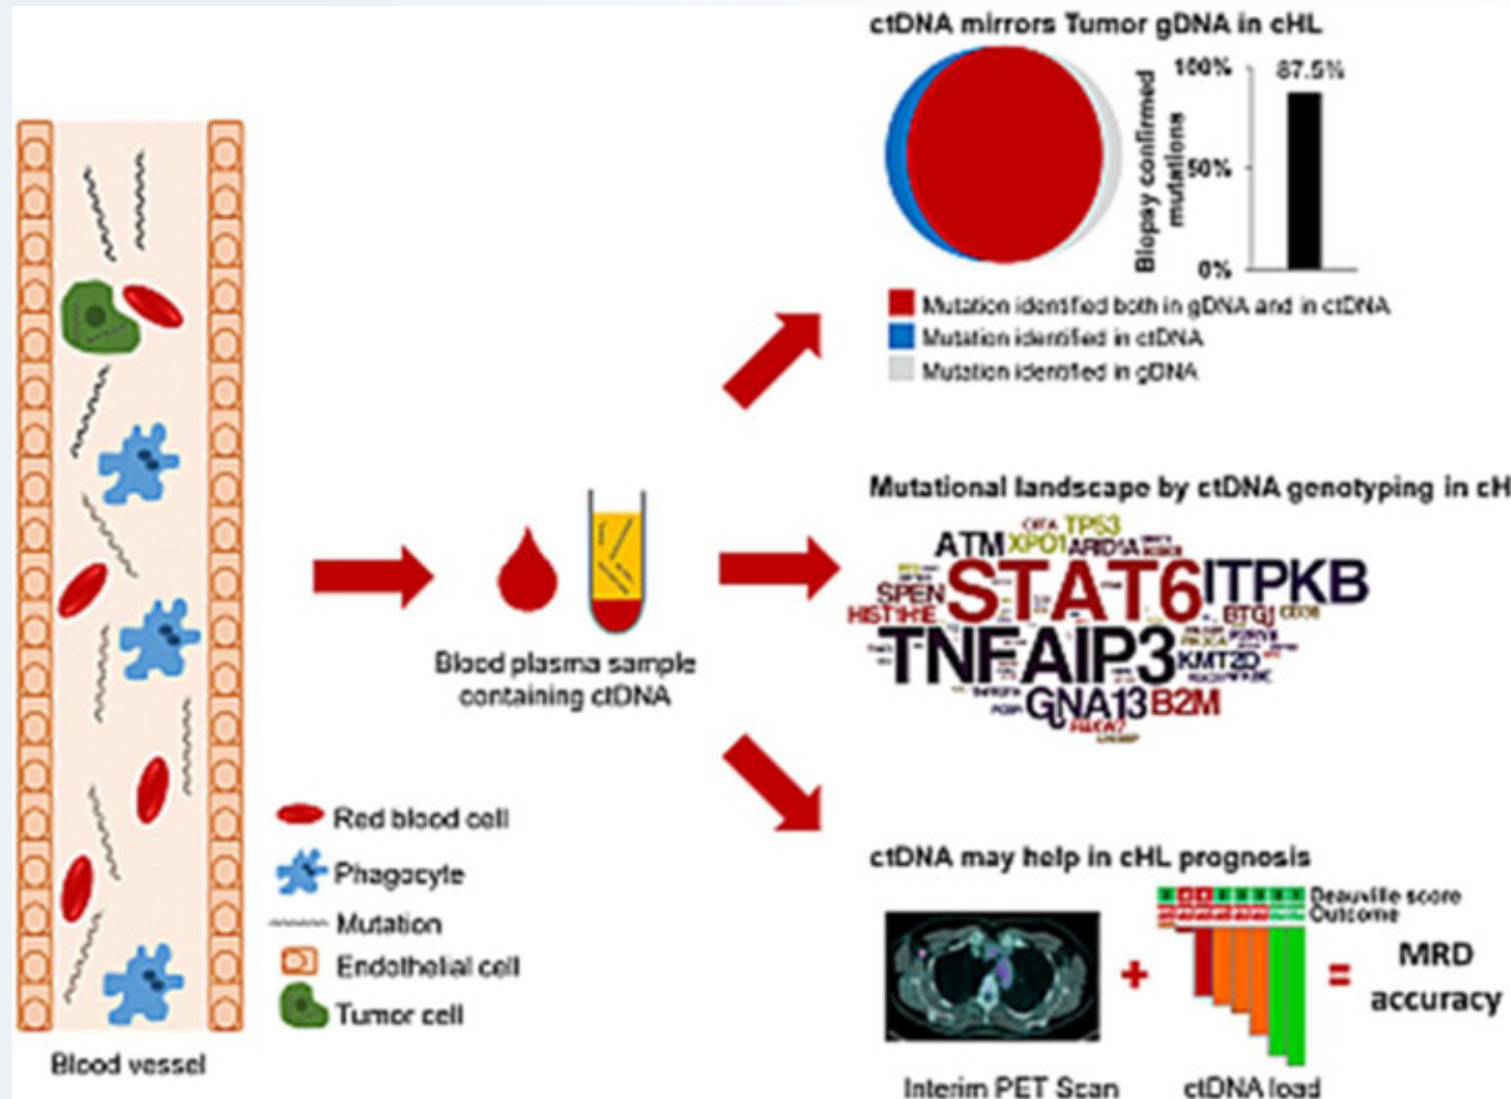 ctDNA mirrors Tumor gDNA in cHL
100%
87.5%
50%
0%
Biopsy confirmed
mutations
Mutation identified both in gDNA and in ctDNA
Mutation identified in ctDNA
Mutation identified in gDNA
Mutational landscape by ctDNA genotyping in cH
TP53
ATM XPO1 ARID1A
STAT6 ITPKB
SPEN
HIST1H1E
BTG1
TNFAIP3
KMT2D
GNA13 B2M
Blood plasma sample
containing ctDNA
Red blood cell
Phagocyte
Mutation
Endothelial cell
Tumor cell
Blood vessel
ctDNA may help in cHL prognosis
Deauville score
Outcome
+
=
MRD
accuracy
Interim PET Scan
ctDNA load